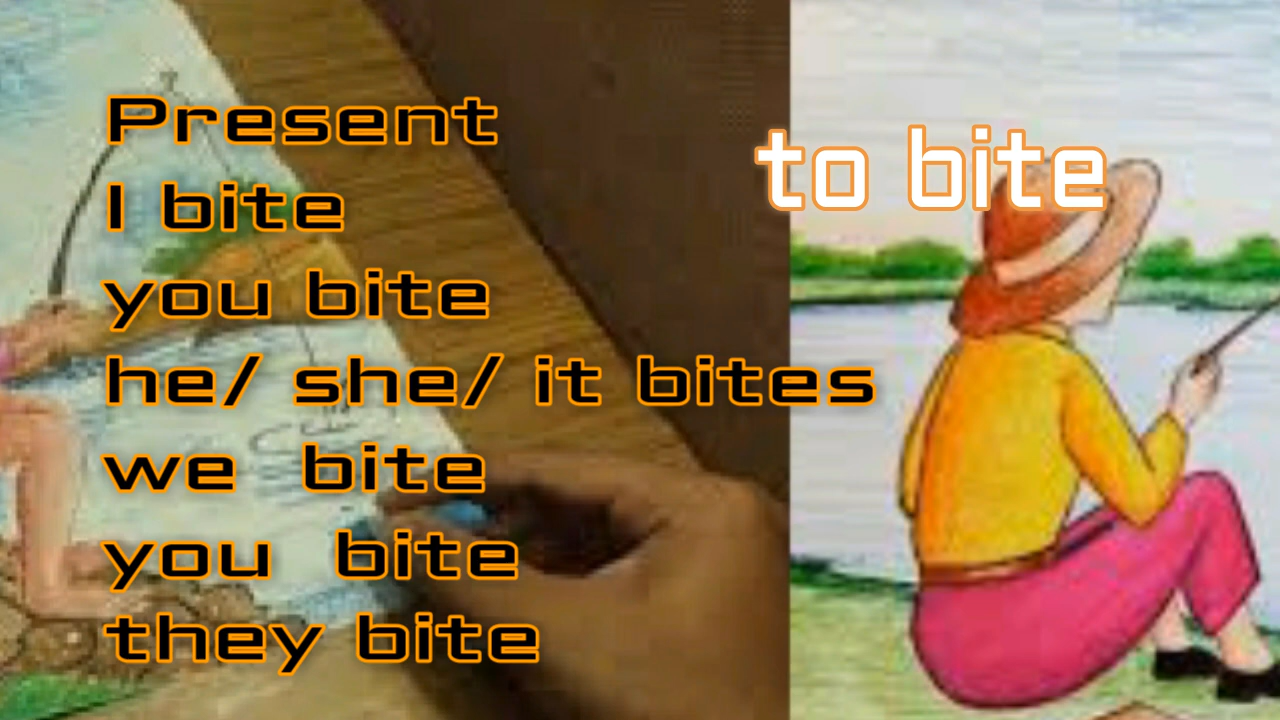 Present
I bite
you bite
he/ she/ it bites
we bite
you bite
they bite
to bite